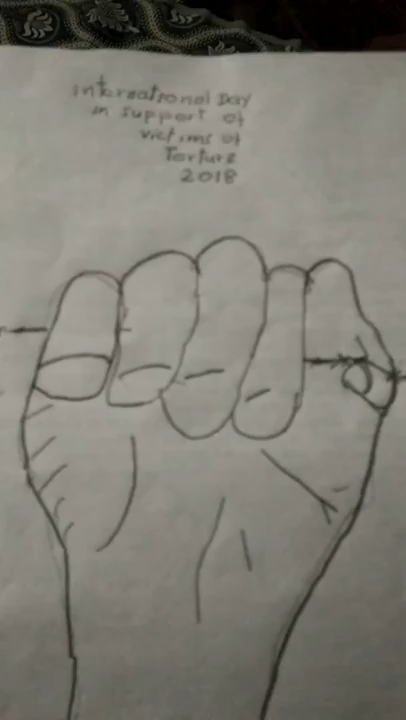 international Day
in support of
victims of
Torture
2018